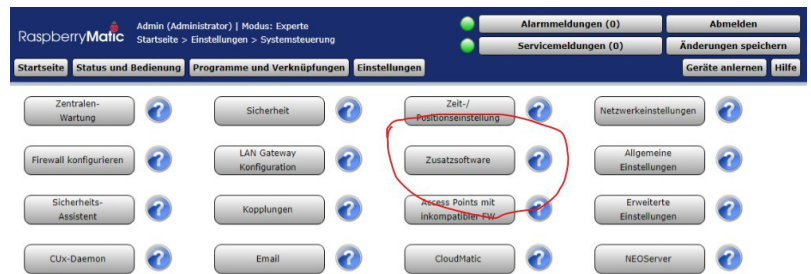 RaspberryMatic
Admin (Administrator) | Modus: Experte
Startseite > Einstellungen > Systemsteuerung
Alarmmeldungen (0)
Abmelden
Servicemeldungen (0)
Änderungen speichern
Startseite
Status und Bedienung
Programme und Verknüpfungen
Einstellungen
Geräte anlernen
Hilfe
Zentralen-
Wartung
?
Sicherheit
?
Zeit-/
Positionseinstellung
?
Netzwerkeinstellungen
?
Firewall konfigurieren
?
LAN Gateway
Konfiguration
?
Zusatzsoftware
?
Allgemeine
Einstellungen
?
Sicherheits-
Assistent
?
Kopplungen
?
Access Points mit
inkompatibler FW
?
Erweiterte
Einstellungen
?
CUx-Daemon
?
Email
?
CloudMatic
?
NEOServer
?